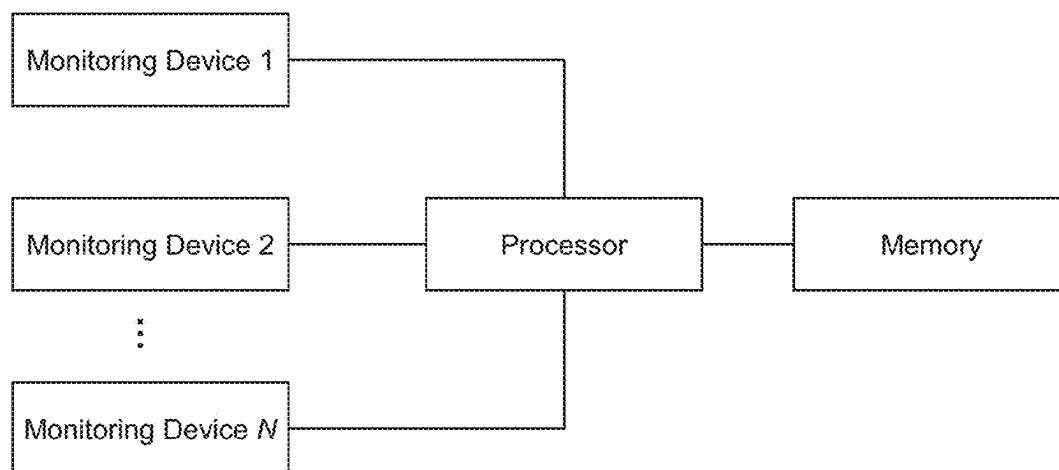 Monitoring Device 1
Monitoring Device 2
Processor
Memory
Monitoring Device N